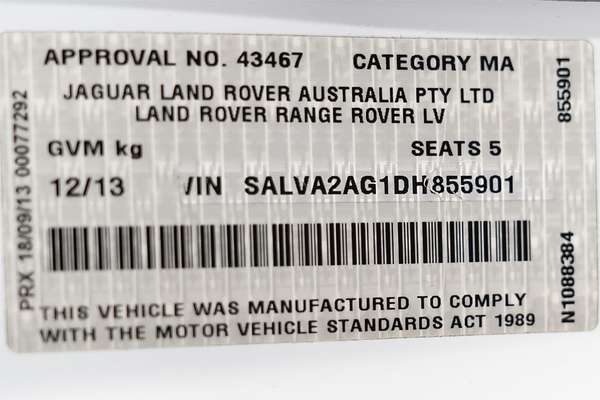 APPROVAL NO. 43467 CATEGORY MA
JAGUAR LAND ROVER AUSTRALIA PTY LTD
LAND ROVER RANGE ROVER LV
GVM kg SEATS 5
12/13 /IN SALVA2AG1DH855901
THIS VEHICLE WAS MANUFACTURED TO COMPLY
WITH THE MOTOR VEHICLE STANDARDS ACT 1989
PRX 18/09/13 00077292
855901
N1088384